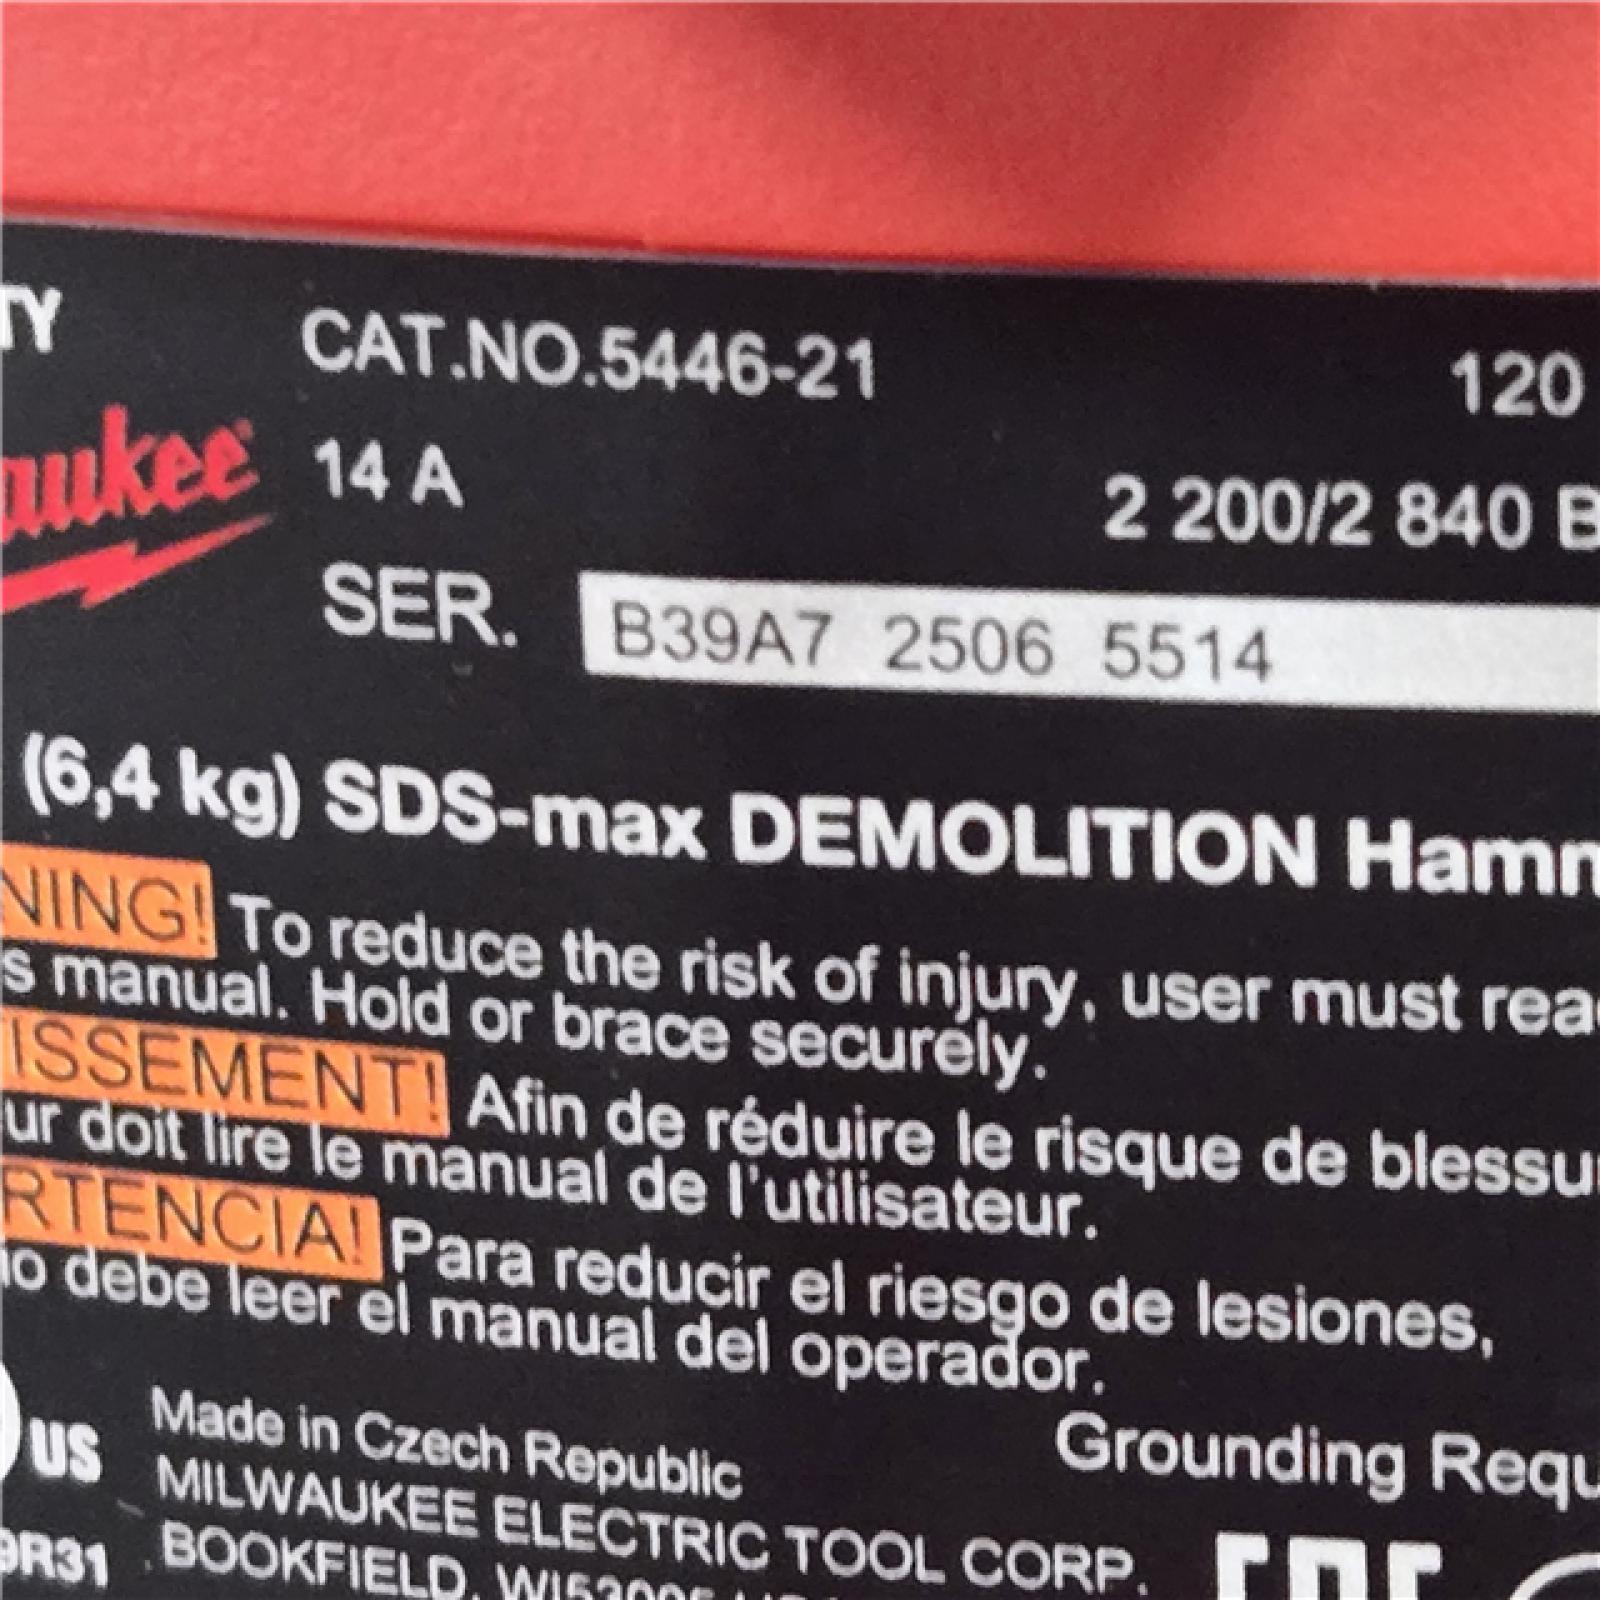 TY CAT.NO.5446-21 120
aukee 14 A 2 200/2 840 B
SER. B39A7 2506 5514
(6,4 kg) SDS-max DEMOLITION Hamm
NING! To reduce the risk of injury, user must rea
s manual. Hold or brace securely.
TISSEMENT! Afin de réduire le risque de blessu
ur doit lire le manual de l'utilisateur.
RTENCIA! Para reducir el riesgo de lesiones,
io debe leer el manual del operador.
US Made in Czech Republic Grounding Requ
MILWAUKEE ELECTRIC TOOL CORP.
9R31 BOOKFIELD,